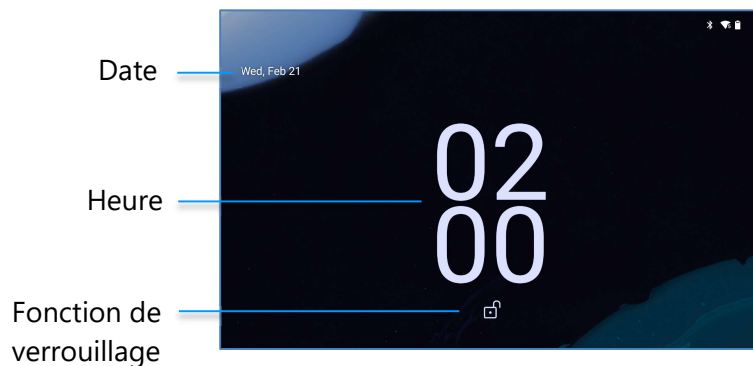 Date
Wed, Feb 21
Heure
02
00
Fonction de
verrouillage